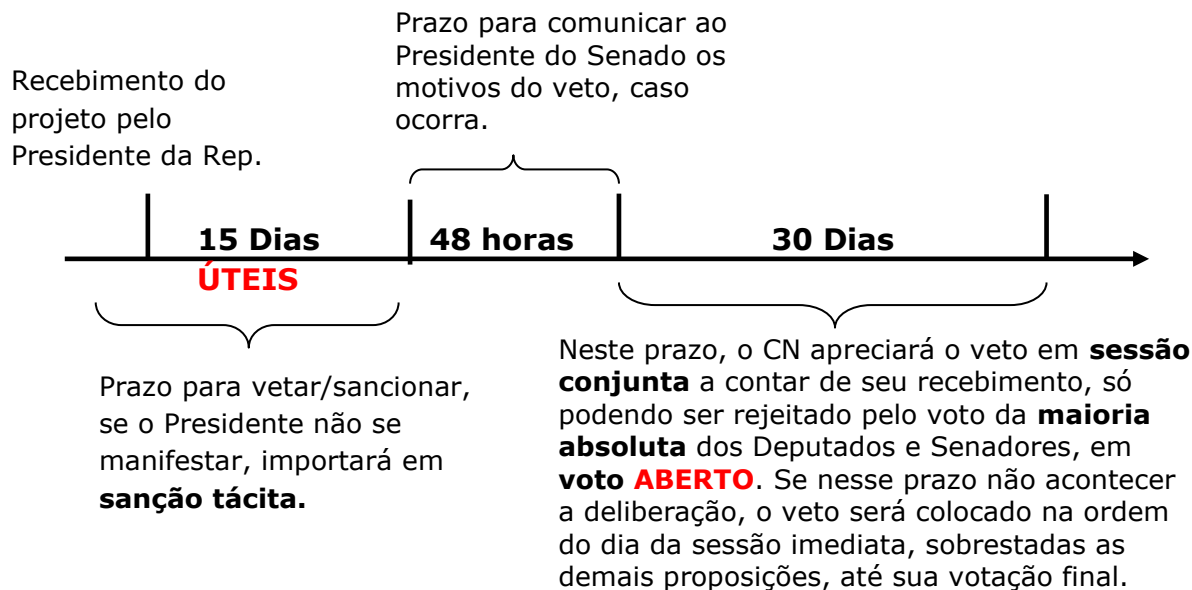 Prazo para comunicar ao
Presidente do Senado os
motivos do veto, caso
ocorra.
Recebimento do
projeto pelo
Presidente da Rep.
15 Dias
ÚTEIS
48 horas
30 Dias
Prazo para vetar/sancionar,
se o Presidente não se
manifestar, importará em
sanção tácita.
Neste prazo, o CN apreciará o veto em sessão
conjunta a contar de seu recebimento, só
podendo ser rejeitado pelo voto da maioria
absoluta dos Deputados e Senadores, em
voto ABERTO. Se nesse prazo não acontecer
a deliberação, o veto será colocado na ordem
do dia da sessão imediata, sobrestadas as
demais proposições, até sua votação final.